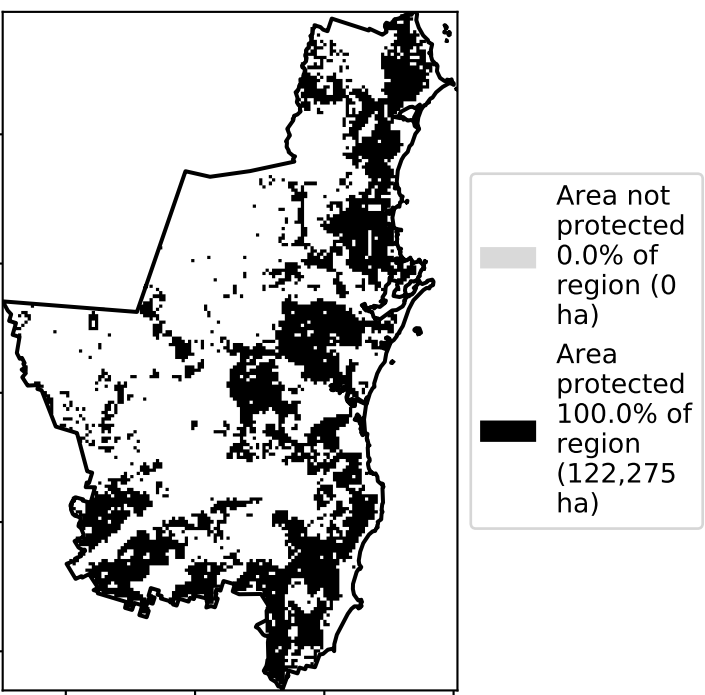 Area not
protected
0.0% of
region (0
ha)
Area
protected
100.0% of
region
(122,275
ha)